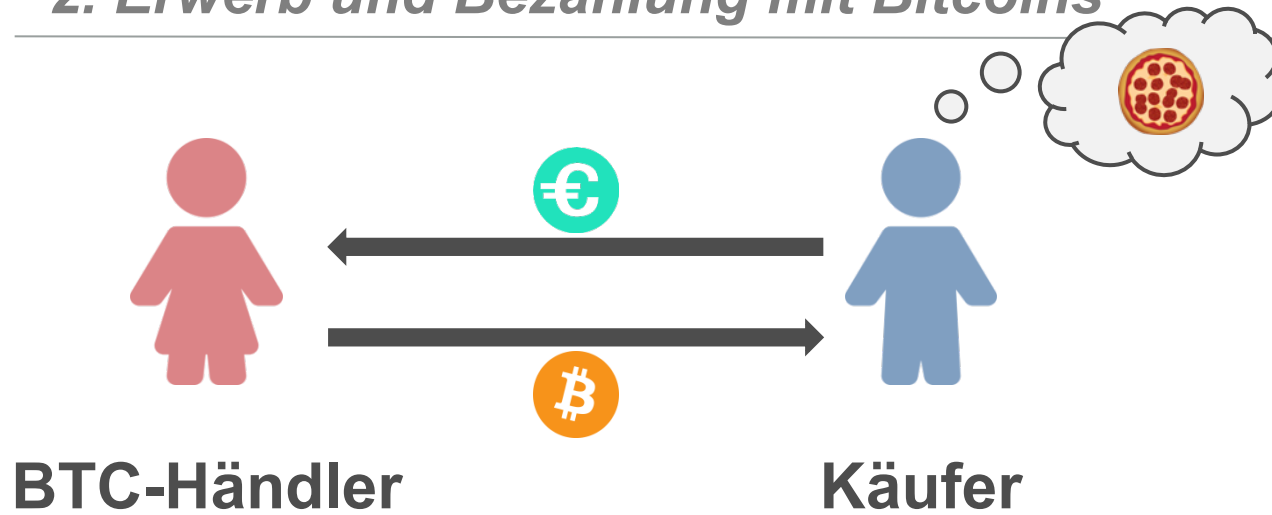 2. Erwerb und Bezahlung mit Bitcoins
€
₿
BTC-Händler
Käufer